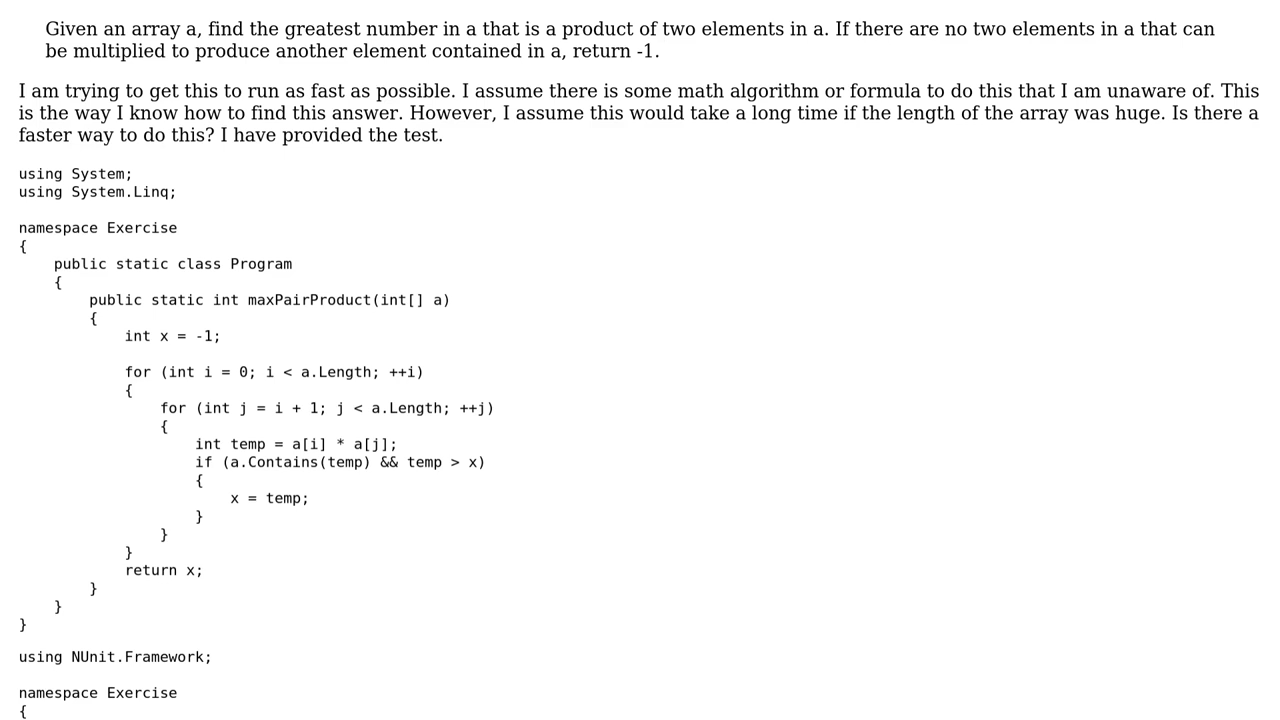 Given an array a, find the greatest number in a that is a product of two elements in a. If there are no two elements in a that can
be multiplied to produce another element contained in a, return -1.
I am trying to get this to run as fast as possible. I assume there is some math algorithm or formula to do this that I am unaware of. This
is the way I know how to find this answer. However, I assume this would take a long time if the length of the array was huge. Is there a
faster way to do this? I have provided the test.
using System;
using System.Linq;
namespace Exercise
{
    public static class Program
    {
        public static int maxPairProduct(int[] a)
        {
            int x = -1;
            for (int i = 0; i < a.Length; ++i)
            {
                for (int j = i + 1; j < a.Length; ++j)
                {
                    int temp = a[i] * a[j];
                    if (a.Contains(temp) && temp > x)
                    {
                        x = temp;
                    }
                }
            }
            return x;
        }
    }
}
using NUnit.Framework;
namespace Exercise
{